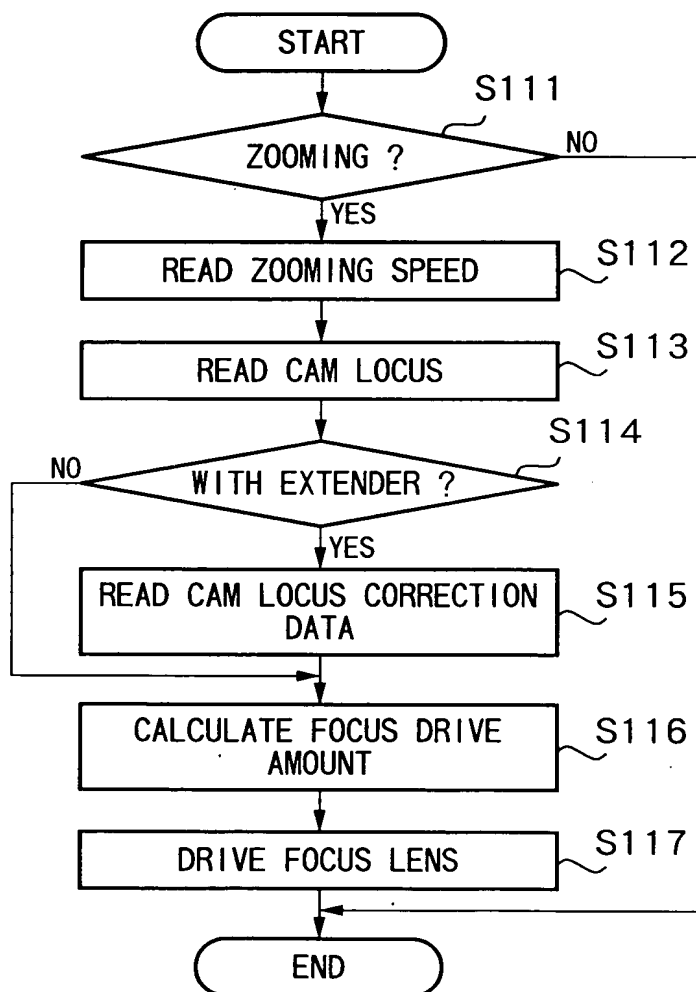 START
S111
ZOOMING ?
NO
YES
READ ZOOMING SPEED
S112
READ CAM LOCUS
S113
S114
NO
WITH EXTENDER ?
YES
READ CAM LOCUS CORRECTION
DATA
S115
CALCULATE FOCUS DRIVE
AMOUNT
S116
DRIVE FOCUS LENS
S117
END